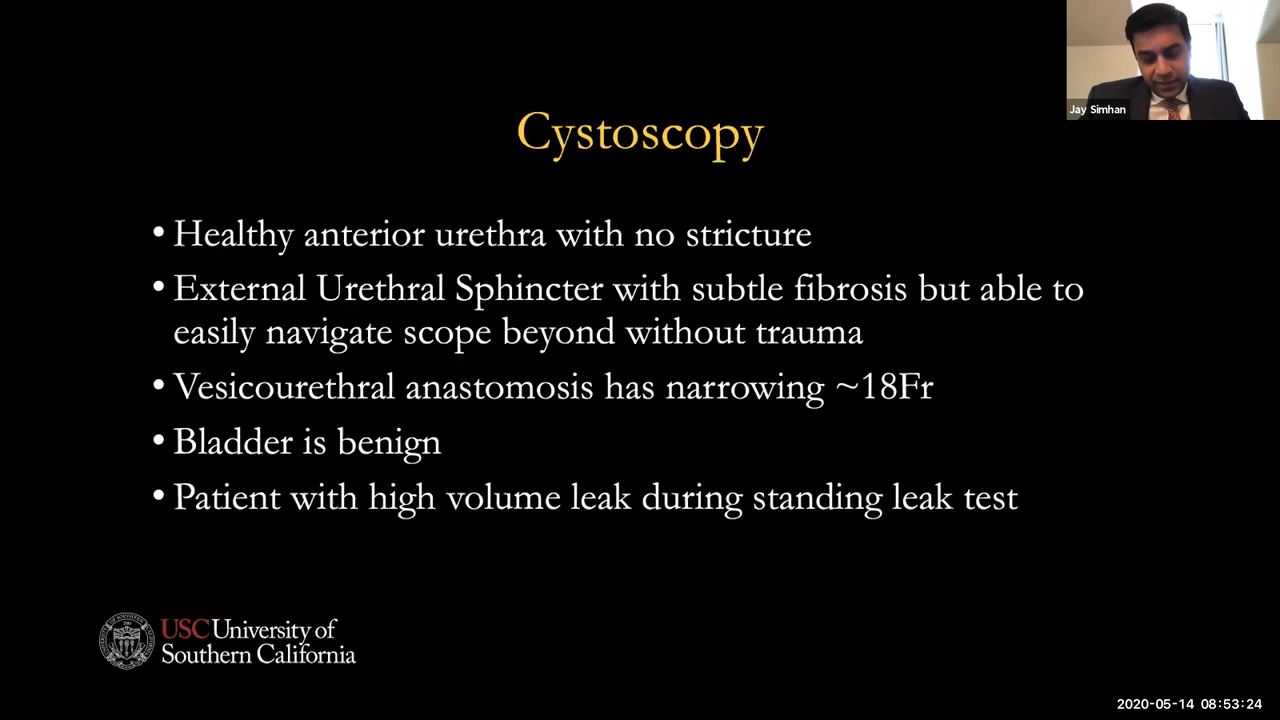 Jay Simhan
Cystoscopy
• Healthy anterior urethra with no stricture
• External Urethral Sphincter with subtle fibrosis but able to
easily navigate scope beyond without trauma
• Vesicourethral anastomosis has narrowing ~18Fr
• Bladder is benign
• Patient with high volume leak during standing leak test
USC University of
Southern California
2020-05-14 08:53:24